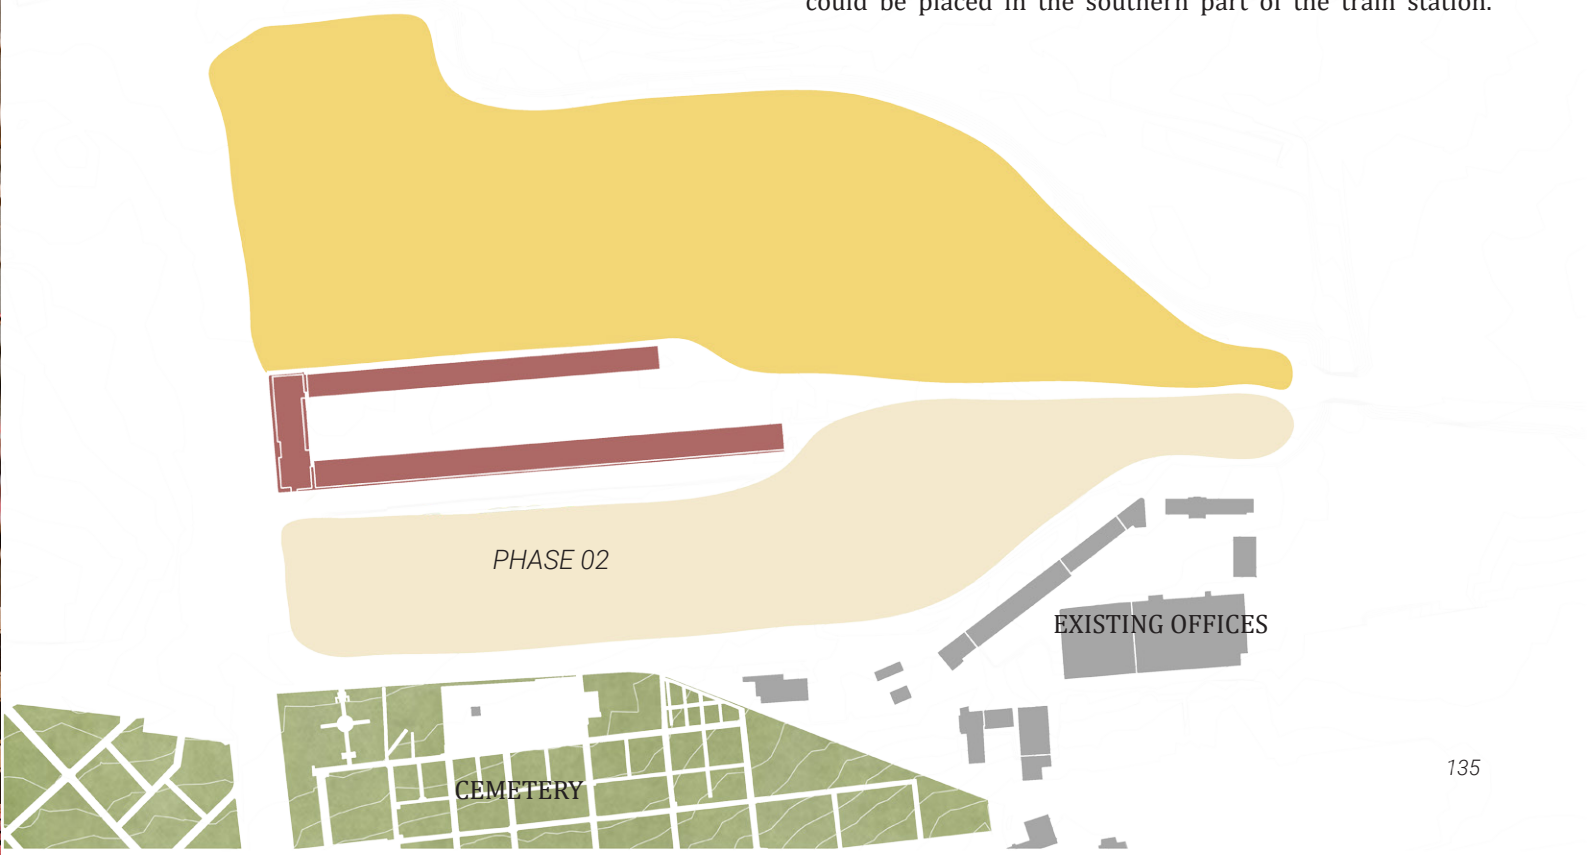 could be placed in the southern part of the train station.
PHASE 02
EXISTING OFFICES
CEMETERY
135